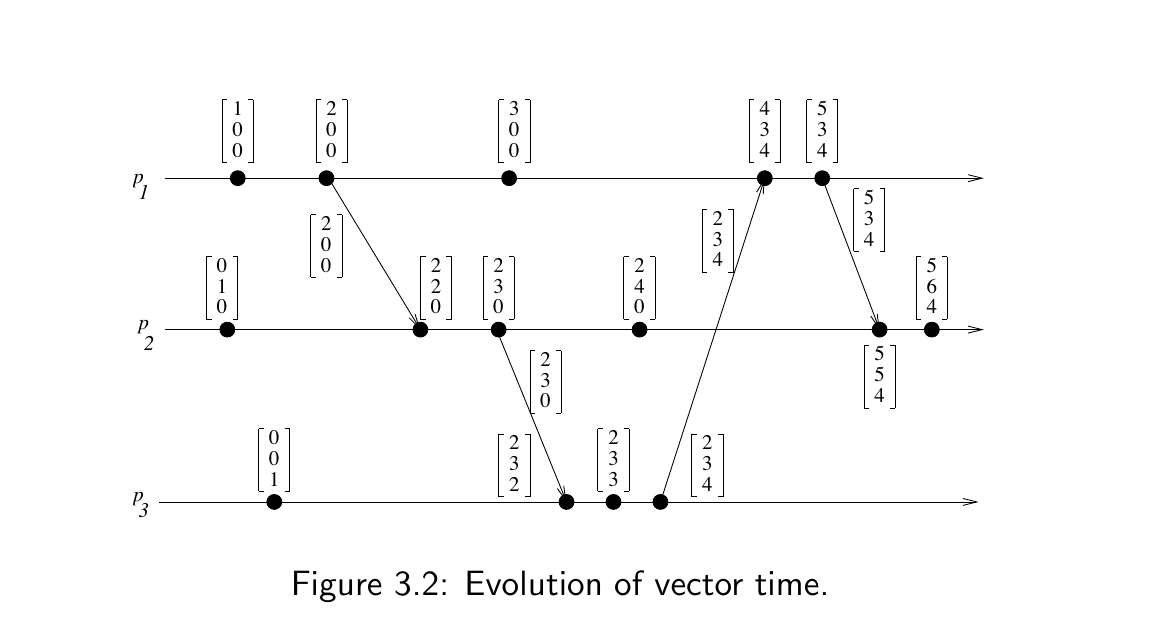 1 2 3 4 5
0 0 0 3 3
0 0 0 4 4
p1
5
2 3
2 3 4
0 4
0
0 2 2 2 5
1 2 3 4 6
0 0 0 0 4
p2
2 5
3 5
0 4
0 2 2 2
0 3 3 3
1 2 3 4
p3
Figure 3.2: Evolution of vector time.